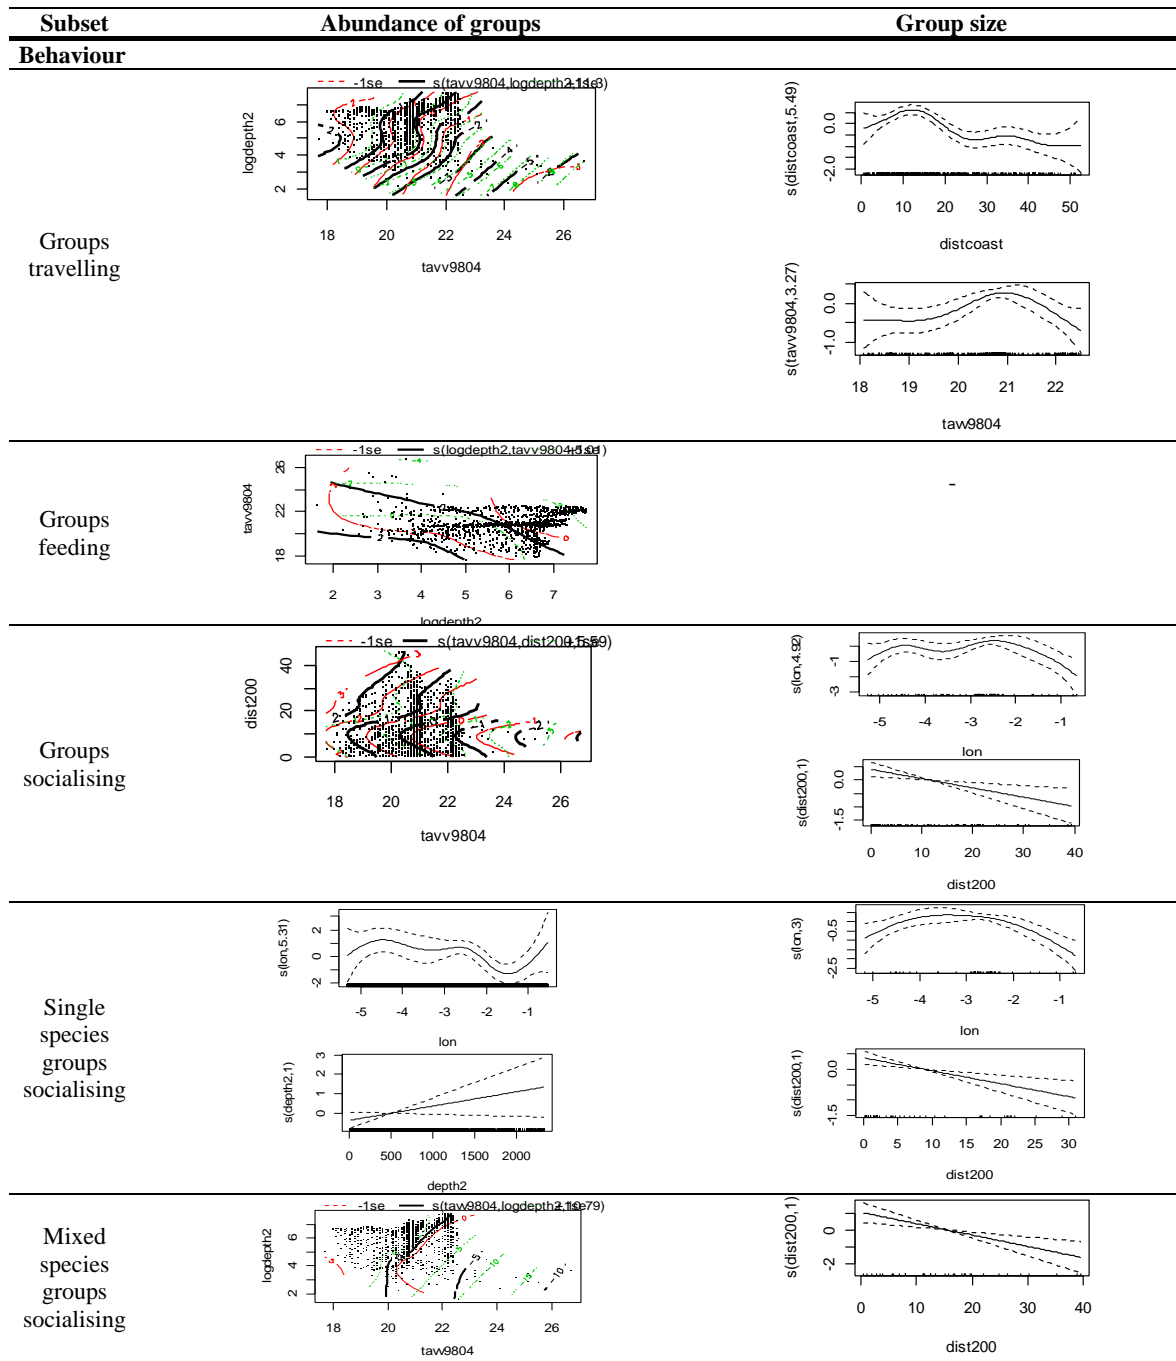 Subset Abundance of groups Group size
Behaviour
Groups travelling
-1se s(tavv9804,logdepth2,11.3)
logdepth2
2 4 6
18 20 22 24 26
tavv9804
s(distcoast,5.49)
-2.0 0.0
0 10 20 30 40 50
distcoast
s(tavv9804,3.27)
-1.0 0.0
18 19 20 21 22
tavv9804
Groups feeding
-1se s(logdepth2,tavv9804,5.01)
tavv9804
18 22 26
2 3 4 5 6 7
logdepth2
-
Groups socialising
-1se s(tavv9804,dist200,5.59)
dist200
0 20 40
18 20 22 24 26
tavv9804
s(lon,4.92)
-3 -1
-5 -4 -3 -2 -1
lon
s(dist200,1)
-1.5 0.0
0 10 20 30 40
dist200
Single species groups socialising
s(lon,5.31)
-2 0 2
-5 -4 -3 -2 -1
lon
s(depth2,1)
0 1 2 3
0 500 1000 1500 2000
depth2
s(lon,3)
-2.5 -0.5
-5 -4 -3 -2 -1
lon
s(dist200,1)
-1.5 0.0
0 5 10 15 20 25 30
dist200
Mixed species groups socialising
-1se s(tavv9804,logdepth2,10.79)
logdepth2
2 4 6
18 20 22 24 26
tavv9804
s(dist200,1)
-2 0
0 10 20 30 40
dist200